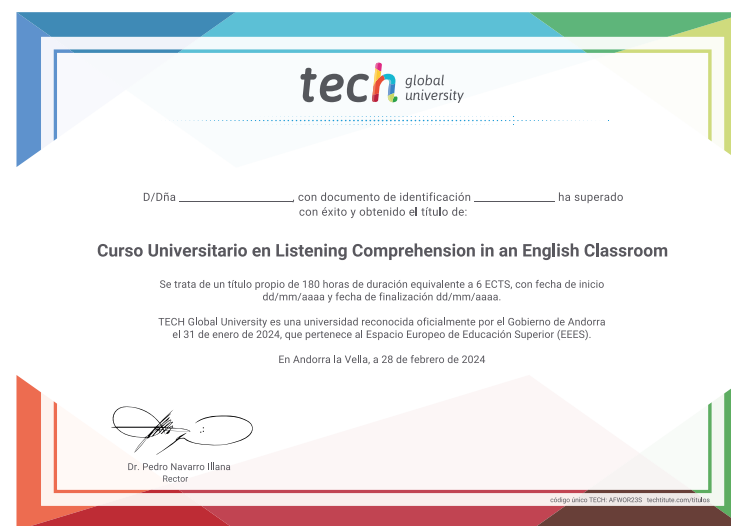 tech global
university
D/Dña ____________________, con documento de identificación ______________ ha superado
con éxito y obtenido el título de:
Curso Universitario en Listening Comprehension in an English Classroom
Se trata de un título propio de 180 horas de duración equivalente a 6 ECTS, con fecha de inicio
dd/mm/aaaa y fecha de finalización dd/mm/aaaa.
TECH Global University es una universidad reconocida oficialmente por el Gobierno de Andorra
el 31 de enero de 2024, que pertenece al Espacio Europeo de Educación Superior (EEES).
En Andorra la Vella, a 28 de febrero de 2024
Dr. Pedro Navarro Illana
Rector
código único TECH: AFWOR23S techtitute.com/titulos